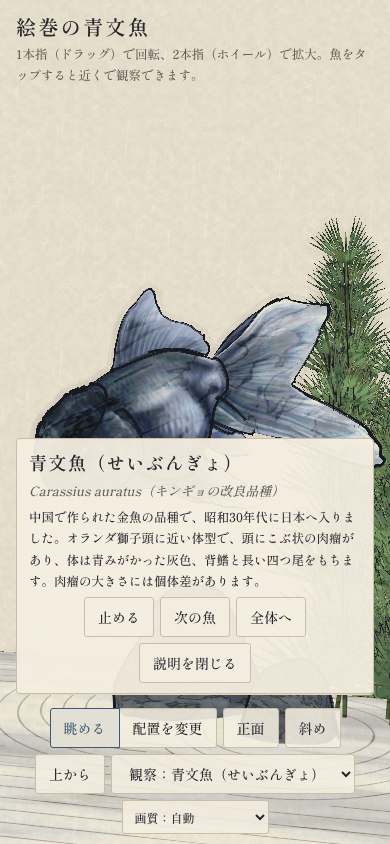 絵巻の青文魚
1本指（ドラッグ）で回転、2本指（ホイール）で拡大。魚をタ
ップすると近くで観察できます。
青文魚（せいぶんぎょ）
Carassius auratus（キンギョの改良品種）
中国で作られた金魚の品種で、昭和30年代に日本へ入りま
した。オランダ獅子頭に近い体型で、頭にこぶ状の肉瘤が
あり、体は青みがかった灰色、背鰭と長い四つ尾をもちま
す。肉瘤の大きさには個体差があります。
止める 次の魚 全体へ
説明を閉じる
眺める 配置を変更 正面 斜め
上から 観察：青文魚（せいぶんぎょ）
画質：自動